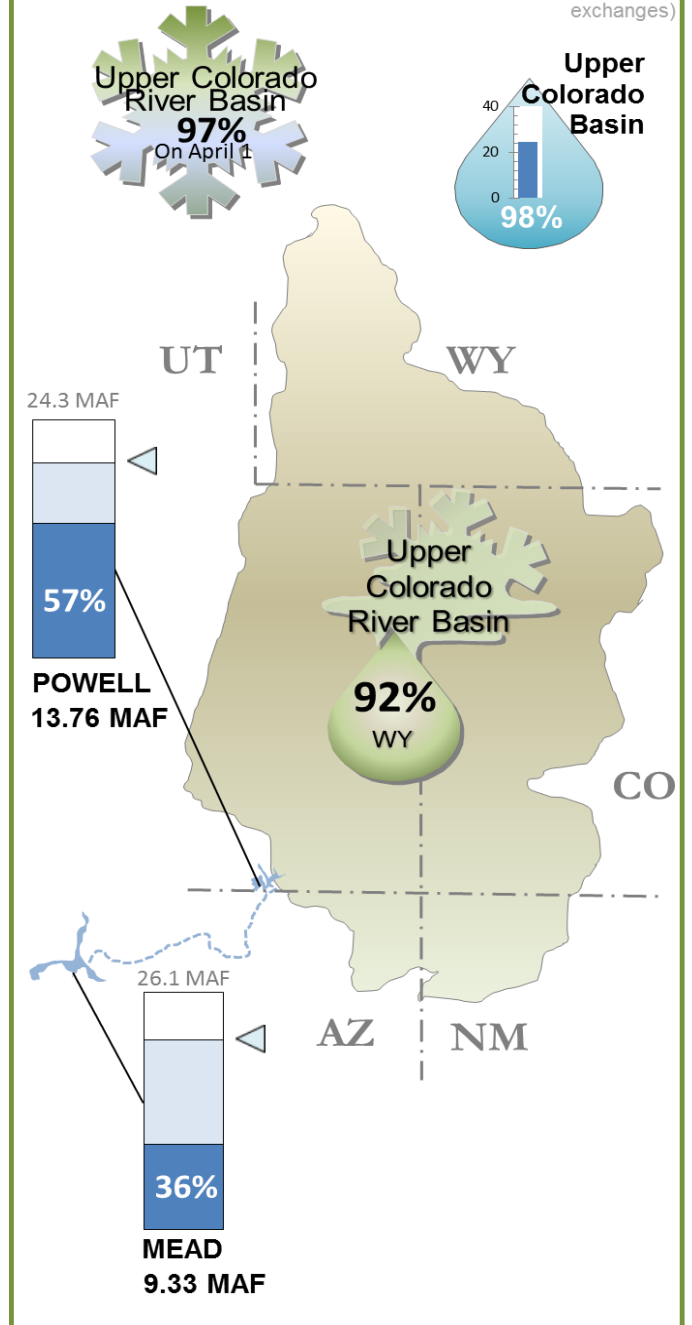 exchanges)
Upper Colorado
River Basin
97%
On April 1
Upper
Colorado
Basin
40
20
0
98%
UT
WY
24.3 MAF
57%
POWELL
13.76 MAF
Upper
Colorado
River Basin
92%
WY
CO
26.1 MAF
AZ
NM
36%
MEAD
9.33 MAF